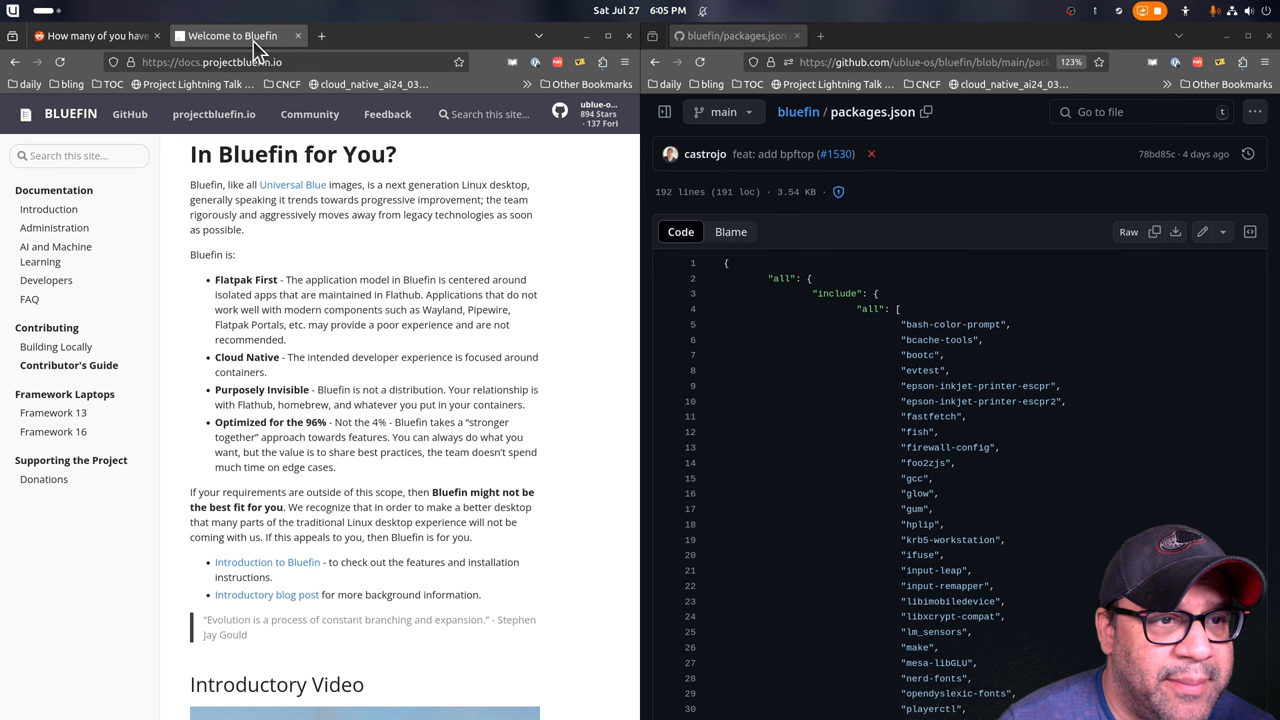 Sat Jul 27 6:05 PM
How many of you have
Welcome to Bluefin
https://docs.projectbluefin.io
daily
bling
TOC
Project Lightning Talk ...
CNCF
cloud_native_ai24_03...
Other Bookmarks
BLUEFIN
GitHub
projectbluefin.io
Community
Feedback
Search this site...
ublue-o...
894 Stars
· 137 Fork
Search this site...
Documentation
Introduction
Administration
AI and Machine
Learning
Developers
FAQ
Contributing
Building Locally
Contributor's Guide
Framework Laptops
Framework 13
Framework 16
Supporting the Project
Donations
In Bluefin for You?
Bluefin, like all Universal Blue images, is a next generation Linux desktop,
generally speaking it trends towards progressive improvement; the team
rigorously and aggressively moves away from legacy technologies as soon
as possible.
Bluefin is:
Flatpak First - The application model in Bluefin is centered around
isolated apps that are maintained in Flathub. Applications that do not
work well with modern components such as Wayland, Pipewire,
Flatpak Portals, etc. may provide a poor experience and are not
recommended.
Cloud Native - The intended developer experience is focused around
containers.
Purposely Invisible - Bluefin is not a distribution. Your relationship is
with Flathub, homebrew, and whatever you put in your containers.
Optimized for the 96% - Not the 4% - Bluefin takes a “stronger
together” approach towards features. You can always do what you
want, but the value is to share best practices, the team doesn’t spend
much time on edge cases.
If your requirements are outside of this scope, then Bluefin might not be
the best fit for you. We recognize that in order to make a better desktop
that many parts of the traditional Linux desktop experience will not be
coming with us. If this appeals to you, then Bluefin is for you.
Introduction to Bluefin - to check out the features and installation
instructions.
Introductory blog post for more background information.
“Evolution is a process of constant branching and expansion.” - Stephen
Jay Gould
Introductory Video
bluefin/packages.json
https://github.com/ublue-os/bluefin/blob/main/pack
123%
daily
bling
TOC
Project Lightning Talk ...
CNCF
cloud_native_ai24_03...
Other Bookmarks
main
bluefin / packages.json
Go to file
t
castrojo feat: add bpftop (#1530)
78bd85c · 4 days ago
192 lines (191 loc) · 3.54 KB
Code
Blame
Raw
1 {
2 "all": {
3 "include": {
4 "all": [
5 "bash-color-prompt",
6 "bcache-tools",
7 "bootc",
8 "evtest",
9 "epson-inkjet-printer-escpr",
10 "epson-inkjet-printer-escpr2",
11 "fastfetch",
12 "fish",
13 "firewall-config",
14 "foo2zjs",
15 "gcc",
16 "glow",
17 "gum",
18 "hplip",
19 "krb5-workstation",
20 "ifuse",
21 "input-leap",
22 "input-remapper",
23 "libimobiledevice",
24 "libxcrypt-compat",
25 "lm_sensors",
26 "make",
27 "mesa-libGLU",
28 "nerd-fonts",
29 "opendyslexic-fonts",
30 "playerctl",